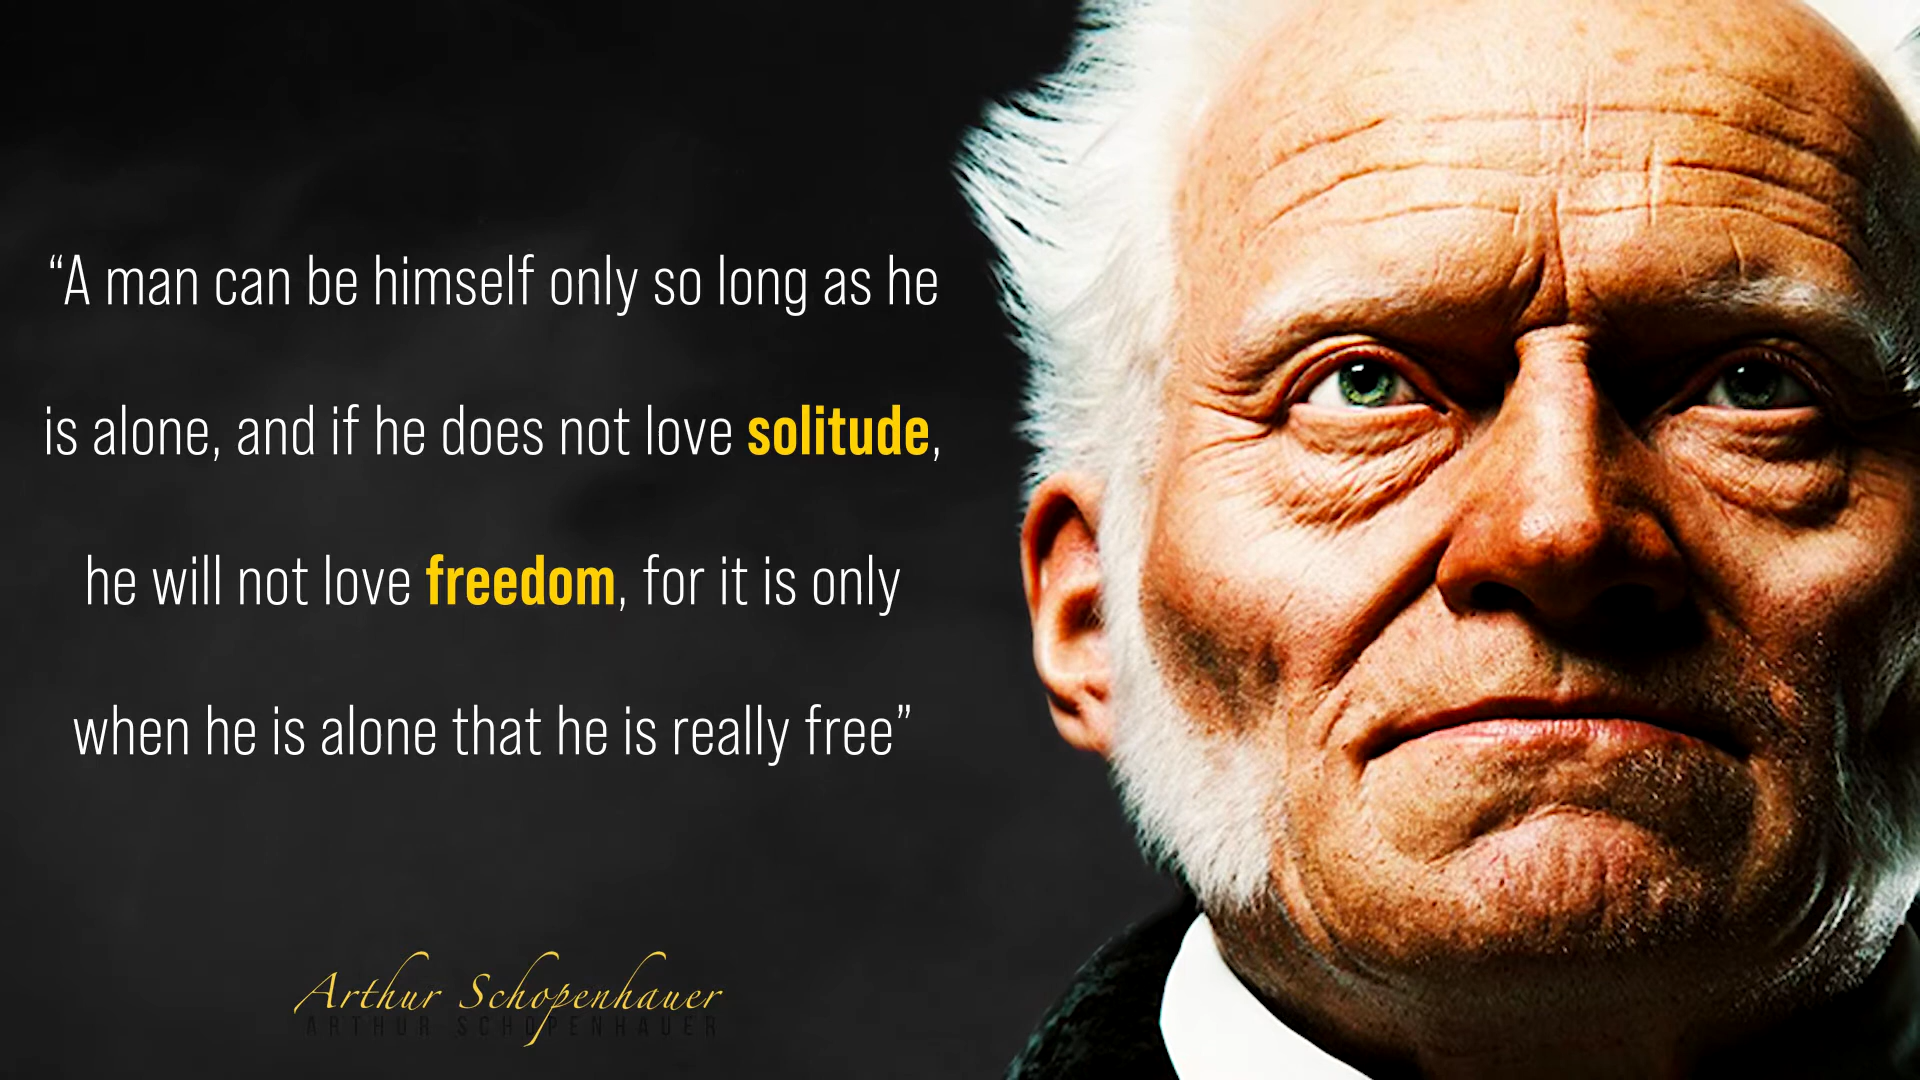 “A man can be himself only so long as he
is alone, and if he does not love solitude,
he will not love freedom, for it is only
when he is alone that he is really free”
Arthur Schopenhauer
ARTHUR SCHOPENHAUER